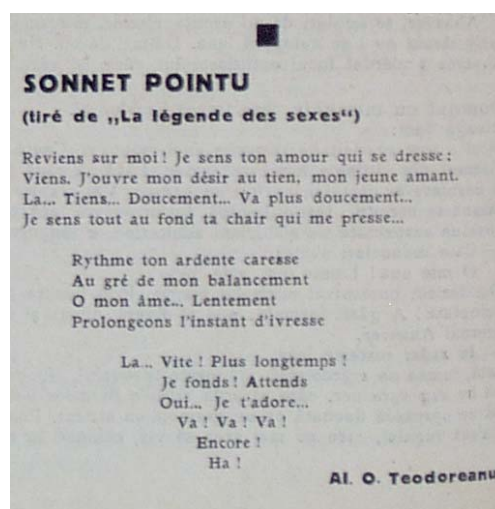 SONNET POINTU
(tiré de „La légende des sexes“)
Reviens sur moi! Je sens ton amour qui se dresse;
Viens. J'ouvre mon désir au tien, mon jeune amant.
La... Tiens... Doucement... Va plus doucement...
Je sens tout au fond ta chair qui me presse...
Rythme ton ardente caresse
Au gré de mon balancement
O mon âme... Lentement
Prolongeons l'instant d'ivresse
La... Vite ! Plus longtemps !
Je fonds ! Attends
Oui... Je t'adore...
Va ! Va ! Va !
Encore !
Ha !
Al. O. Teodoreanu